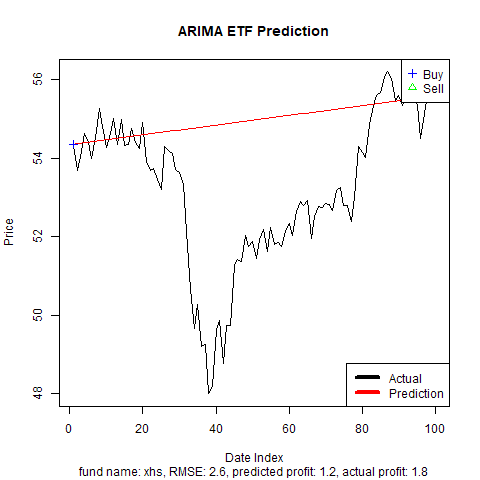 ARIMA ETF Prediction
Price
56
54
52
50
48
Buy
Sell
Actual
Prediction
0 20 40 60 80 100
Date Index
fund name: xhs, RMSE: 2.6, predicted profit: 1.2, actual profit: 1.8